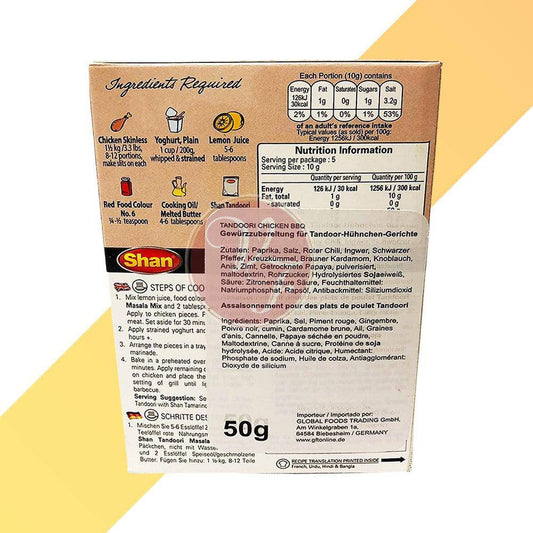 Ingredients Required
Chicken Skinless
1½ kg /3.3 lbs,
8-12 portions,
make slits on each
Yoghurt, Plain
1 cup / 200g,
whipped & strained
Lemon Juice
5-6
tablespoons
Red Food Colour
No. 6
¼-½ teaspoon
Cooking Oil/
Melted Butter
4-6 tablespoons
Shan Tandoori
Each Portion (10g) contains
Energy Fat Saturates Sugars Salt
126kJ 1g 0g 1g 3.2g
30kcal
2% 1% 0% 1% 53%
of an adult's reference intake
Typical values (as sold) per 100g:
Energy 1256kJ / 300kcal
Nutrition Information
Serving per package : 5
Serving Size : 10 g
Quantity per serving Quantity per 100 g
Energy 126 kJ / 30 kcal 1256 kJ / 300 kcal
Fat, total 1 g 10 g
- saturated 0 g 0 g
TANDOORI CHICKEN BBQ
Gewürzzubereitung für Tandoor-Hühnchen-Gerichte
Zutaten: Paprika, Salz, Roter Chili, Ingwer, Schwarzer
Pfeffer, Kreuzkümmel, Brauner Kardamom, Knoblauch,
Anis, Zimt, Getrocknete Papaya, pulverisiert,
maltodextrin, Rohrzucker, Hydrolysiertes Sojaeiweiß,
Säure: Zitronensäure Säure, Feuchthaltemittel:
Natriumphosphat, Rapsöl, Antibackmittel: Siliziumdioxid
Assaisonnement pour des plats de poulet Tandoori
Ingrédients: Paprika, Sel, Piment rouge, Gingembre,
Poivre noir, cumin, Cardamome brune, Ail, Graines
d'anis, Cannelle, Papaye séchée en poudre,
Maltodextrine, Canne à sucre, Protéine de soja
hydrolysée, Acide: Acide citrique, Humectant:
Phosphate de sodium, Huile de colza, Antiagglomérant:
Dioxyde de silicium
50g
Importeur / Importado por:
GLOBAL FOODS TRADING GmbH,
Am Winkelgraben 1a,
64584 Biebesheim / GERMANY
www.gftonline.de
Shan
STEPS OF COO
1. Mix lemon juice, food colour
Masala Mix and 2 tablesp
Apply to chicken pieces. F
meat. Set aside for 30 minu
2. Apply strained yoghurt and
hours +.
3. Arrange the pieces in a tray
marinade.
4. Bake in a preheated over
minutes. Apply remaining
on chicken and place the
setting of grill until lig
barbecue.
Serving Suggestion: Se
Tandoori with Shan Tamarind
SCHRITTE DES
1. Mischen Sie 5-6 Esslöffel Z
Teelöffel rote Nahrungsm
Shan Tandoori Masala
Päckchen, nicht mit Wasser
und 2 Esslöffel Speiseöl/geschmolzene
Butter. Fügen Sie hinzu: 1 ½-kg, 8-12 Teile
RECIPE TRANSLATION PRINTED INSIDE
French, Urdu, Hindi & Bangla